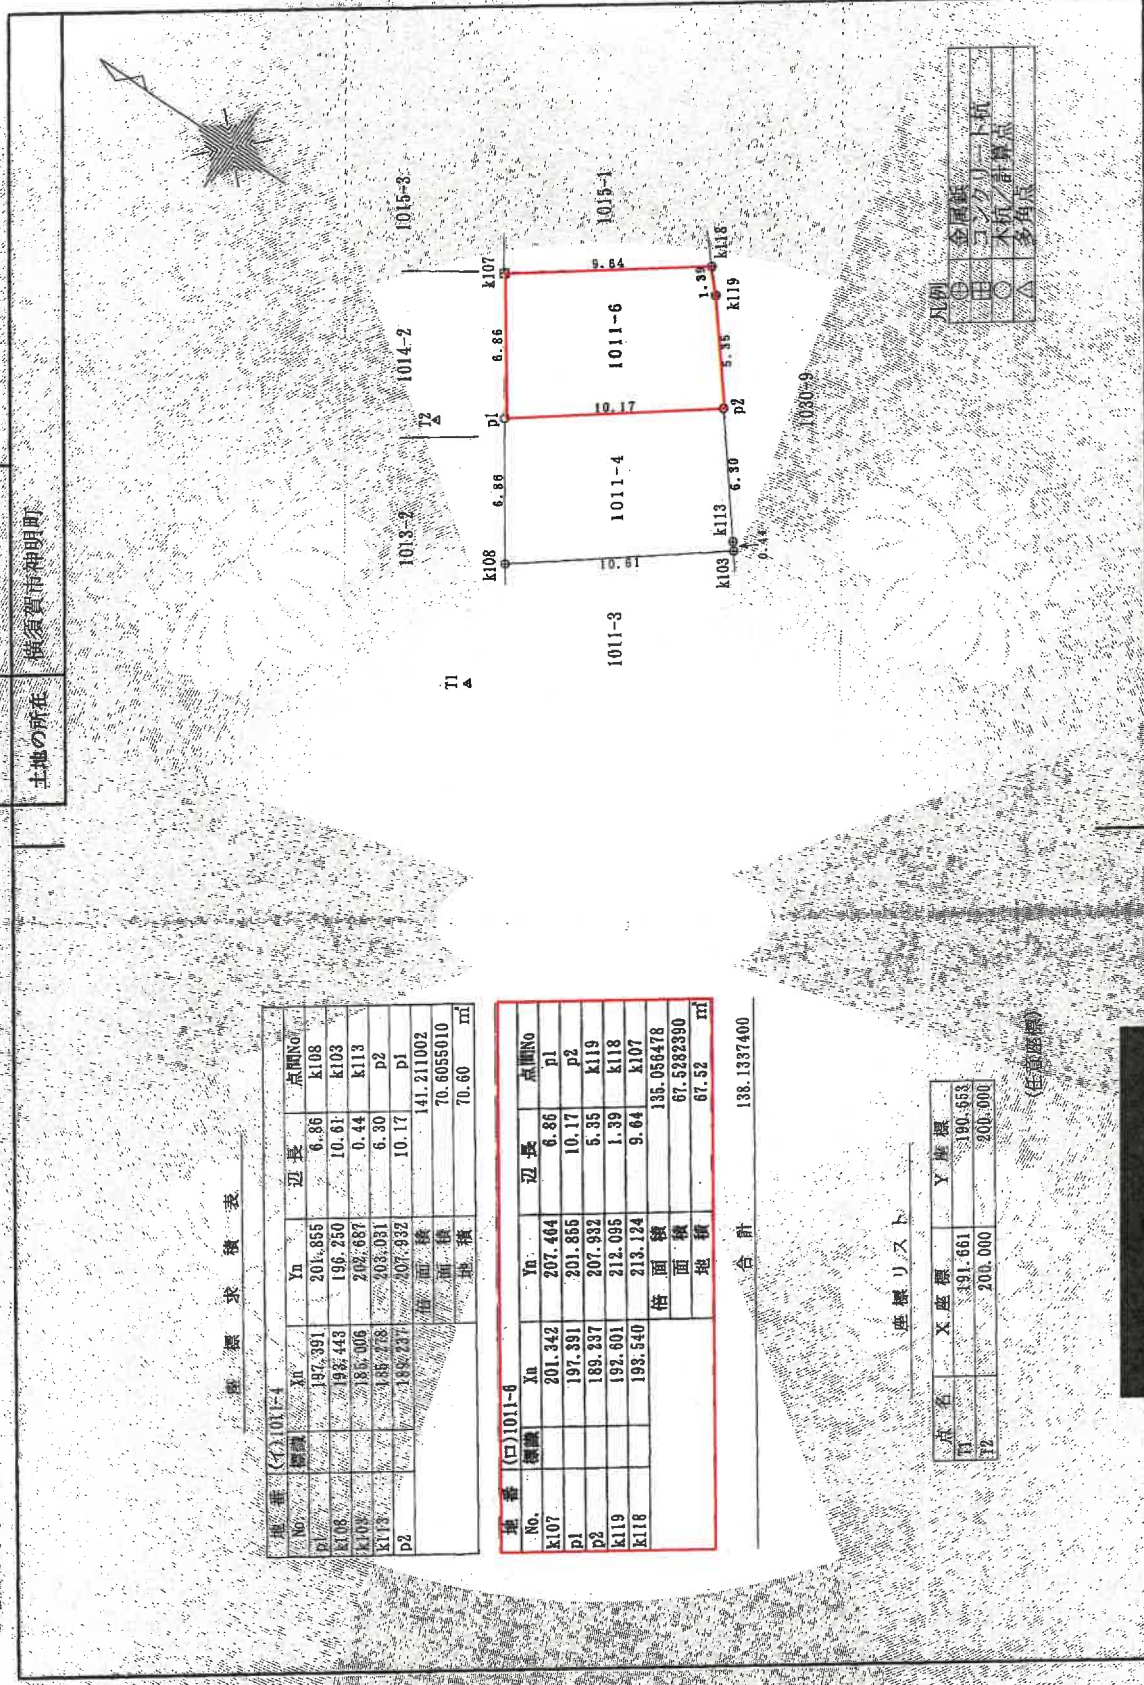 土地の所在 横須賀市神明町
座標求積表
地番 (イ)1011-4
No. 標識 Xn Yn 辺長 点間No
p1 197.391 201.855 6.86 k108
k108 193.443 196.250 10.61 k103
k103 185.006 202.687 0.44 k113
k113 185.278 203.031 6.30 p2
p2 189.237 207.932 10.17 p1
倍面積 141.211002
面積 70.6055010
地積 70.60 ㎡
地番 (ロ)1011-6
No. 標識 Xn Yn 辺長 点間No
k107 201.342 207.464 6.86 p1
p1 197.391 201.855 10.17 p2
p2 189.237 207.932 5.35 k119
k119 192.601 212.095 1.39 k118
k118 193.540 213.124 9.64 k107
倍面積 135.056478
面積 67.5282390
地積 67.52 ㎡
合計 138.1337400
座標リスト
点名 X座標 Y座標
T1 191.661 190.653
T2 200.000 200.000
(任意座標)
1013-2
1014-2
1015-3
T1
T2
k108
p1
k107
6.86
6.86
1011-3
10.61
1011-4
10.17
1011-6
9.64
1015-1
k103
k113
0.44
6.30
p2
5.35
k119
1.39
k118
1030-9
凡例
金属鋲
コンクリート杭
木杭／計算点
多角点